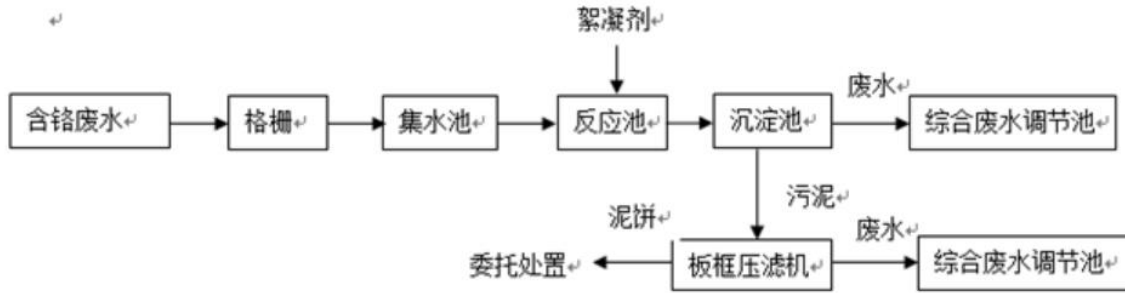 絮凝剂
含铬废水
格栅
集水池
反应池
沉淀池
废水
综合废水调节池
污泥
泥饼
废水
委托处置
板框压滤机
综合废水调节池